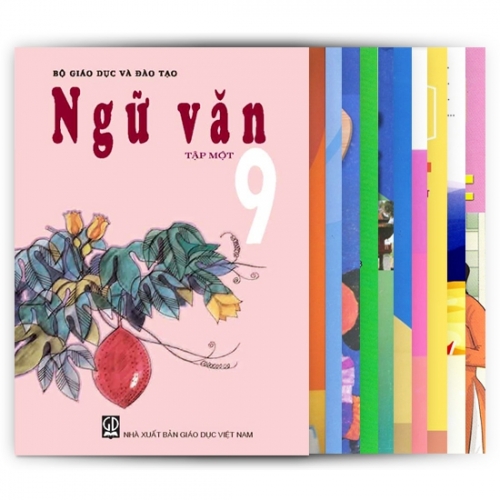 BỘ GIÁO DỤC VÀ ĐÀO TẠO
Ngữ văn
TẬP MỘT
9
GD
NHÀ XUẤT BẢN GIÁO DỤC VIỆT NAM